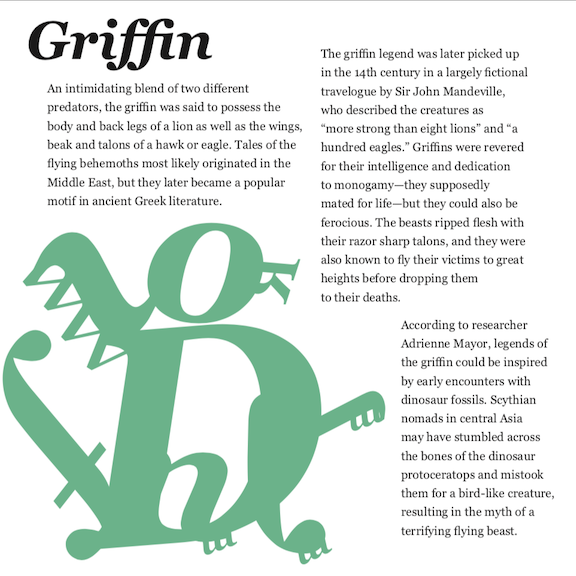 Griffin
An intimidating blend of two different
predators, the griffin was said to possess the
body and back legs of a lion as well as the wings,
beak and talons of a hawk or eagle. Tales of the
flying behemoths most likely originated in the
Middle East, but they later became a popular
motif in ancient Greek literature.
The griffin legend was later picked up
in the 14th century in a largely fictional
travelogue by Sir John Mandeville,
who described the creatures as
“more strong than eight lions” and “a
hundred eagles.” Griffins were revered
for their intelligence and dedication
to monogamy—they supposedly
mated for life—but they could also be
ferocious. The beasts ripped flesh with
their razor sharp talons, and they were
also known to fly their victims to great
heights before dropping them
to their deaths.
According to researcher
Adrienne Mayor, legends of
the griffin could be inspired
by early encounters with
dinosaur fossils. Scythian
nomads in central Asia
may have stumbled across
the bones of the dinosaur
protoceratops and mistook
them for a bird-like creature,
resulting in the myth of a
terrifying flying beast.